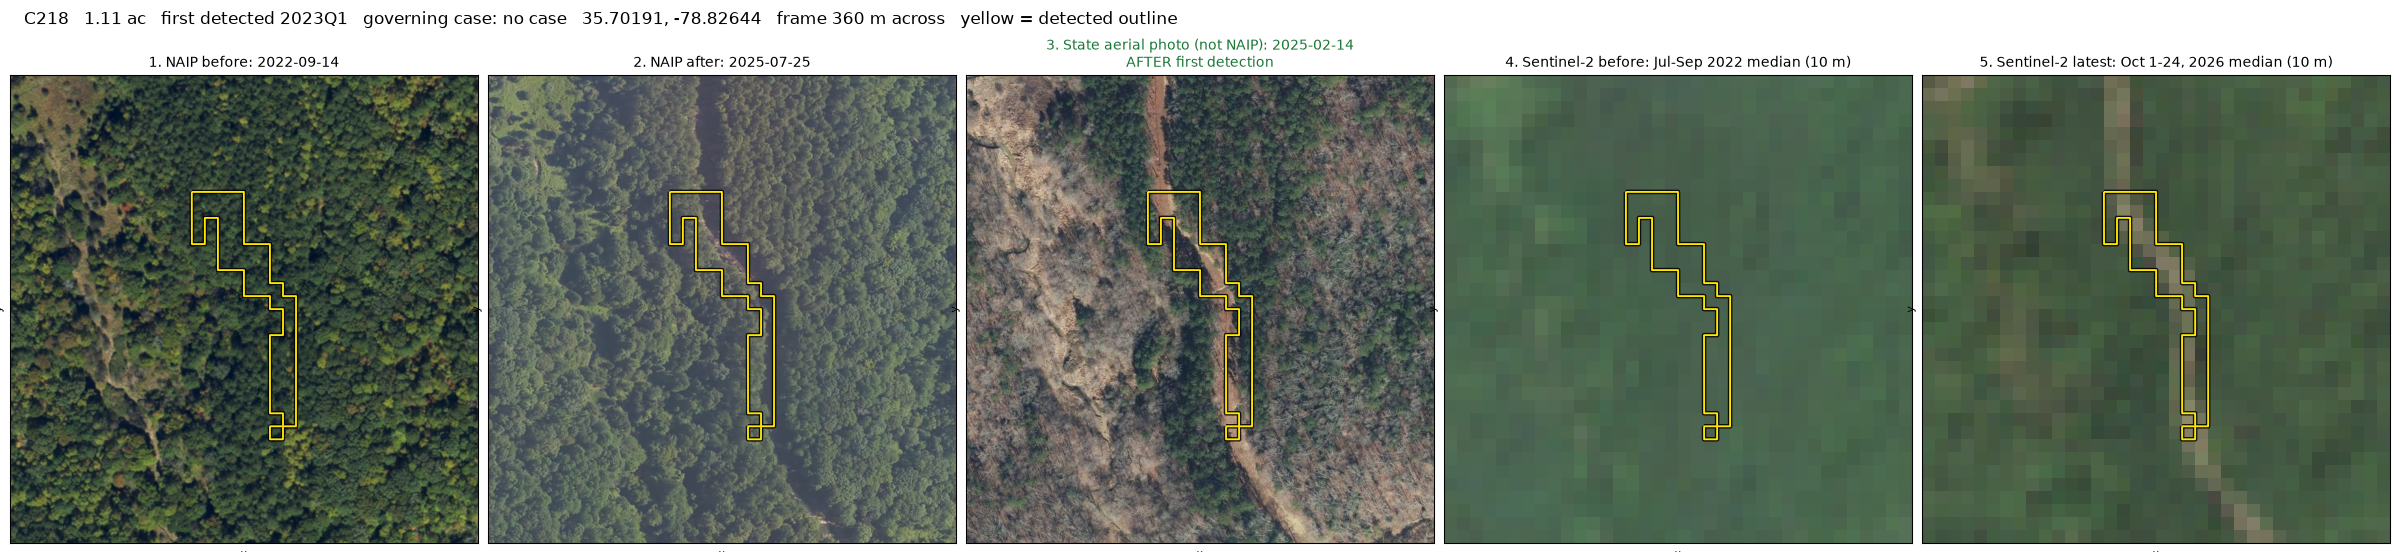 C218   1.11 ac   first detected 2023Q1   governing case: no case   35.70191, -78.82644   frame 360 m across   yellow = detected outline
1. NAIP before: 2022-09-14
2. NAIP after: 2025-07-25
3. State aerial photo (not NAIP): 2025-02-14
AFTER first detection
4. Sentinel-2 before: Jul-Sep 2022 median (10 m)
5. Sentinel-2 latest: Oct 1-24, 2026 median (10 m)